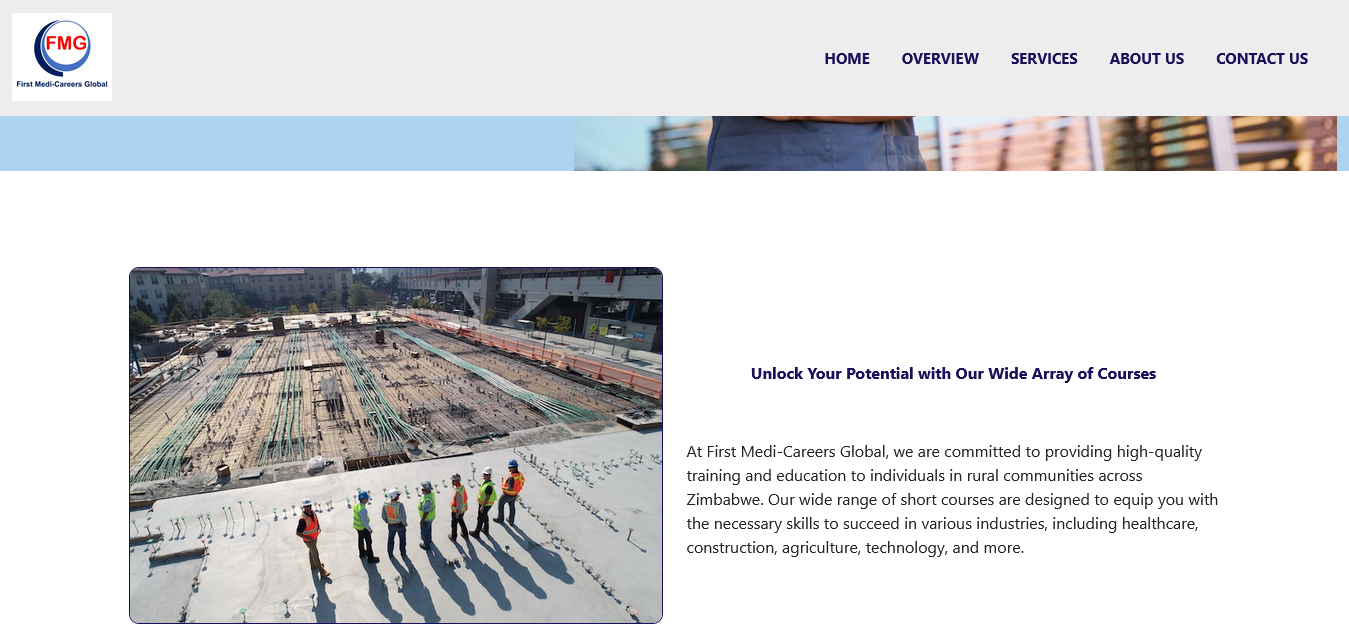 FMG
First Medi-Careers Global
HOME OVERVIEW SERVICES ABOUT US CONTACT US
Unlock Your Potential with Our Wide Array of Courses
At First Medi-Careers Global, we are committed to providing high-quality
training and education to individuals in rural communities across
Zimbabwe. Our wide range of short courses are designed to equip you with
the necessary skills to succeed in various industries, including healthcare,
construction, agriculture, technology, and more.